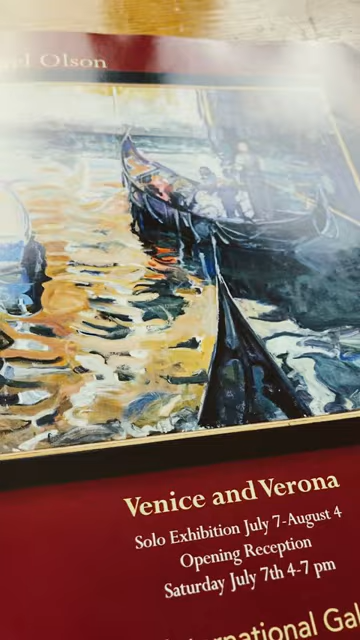 Olson
Venice and Verona
Solo Exhibition July 7-August 4
Opening Reception
Saturday July 7th 4-7 pm